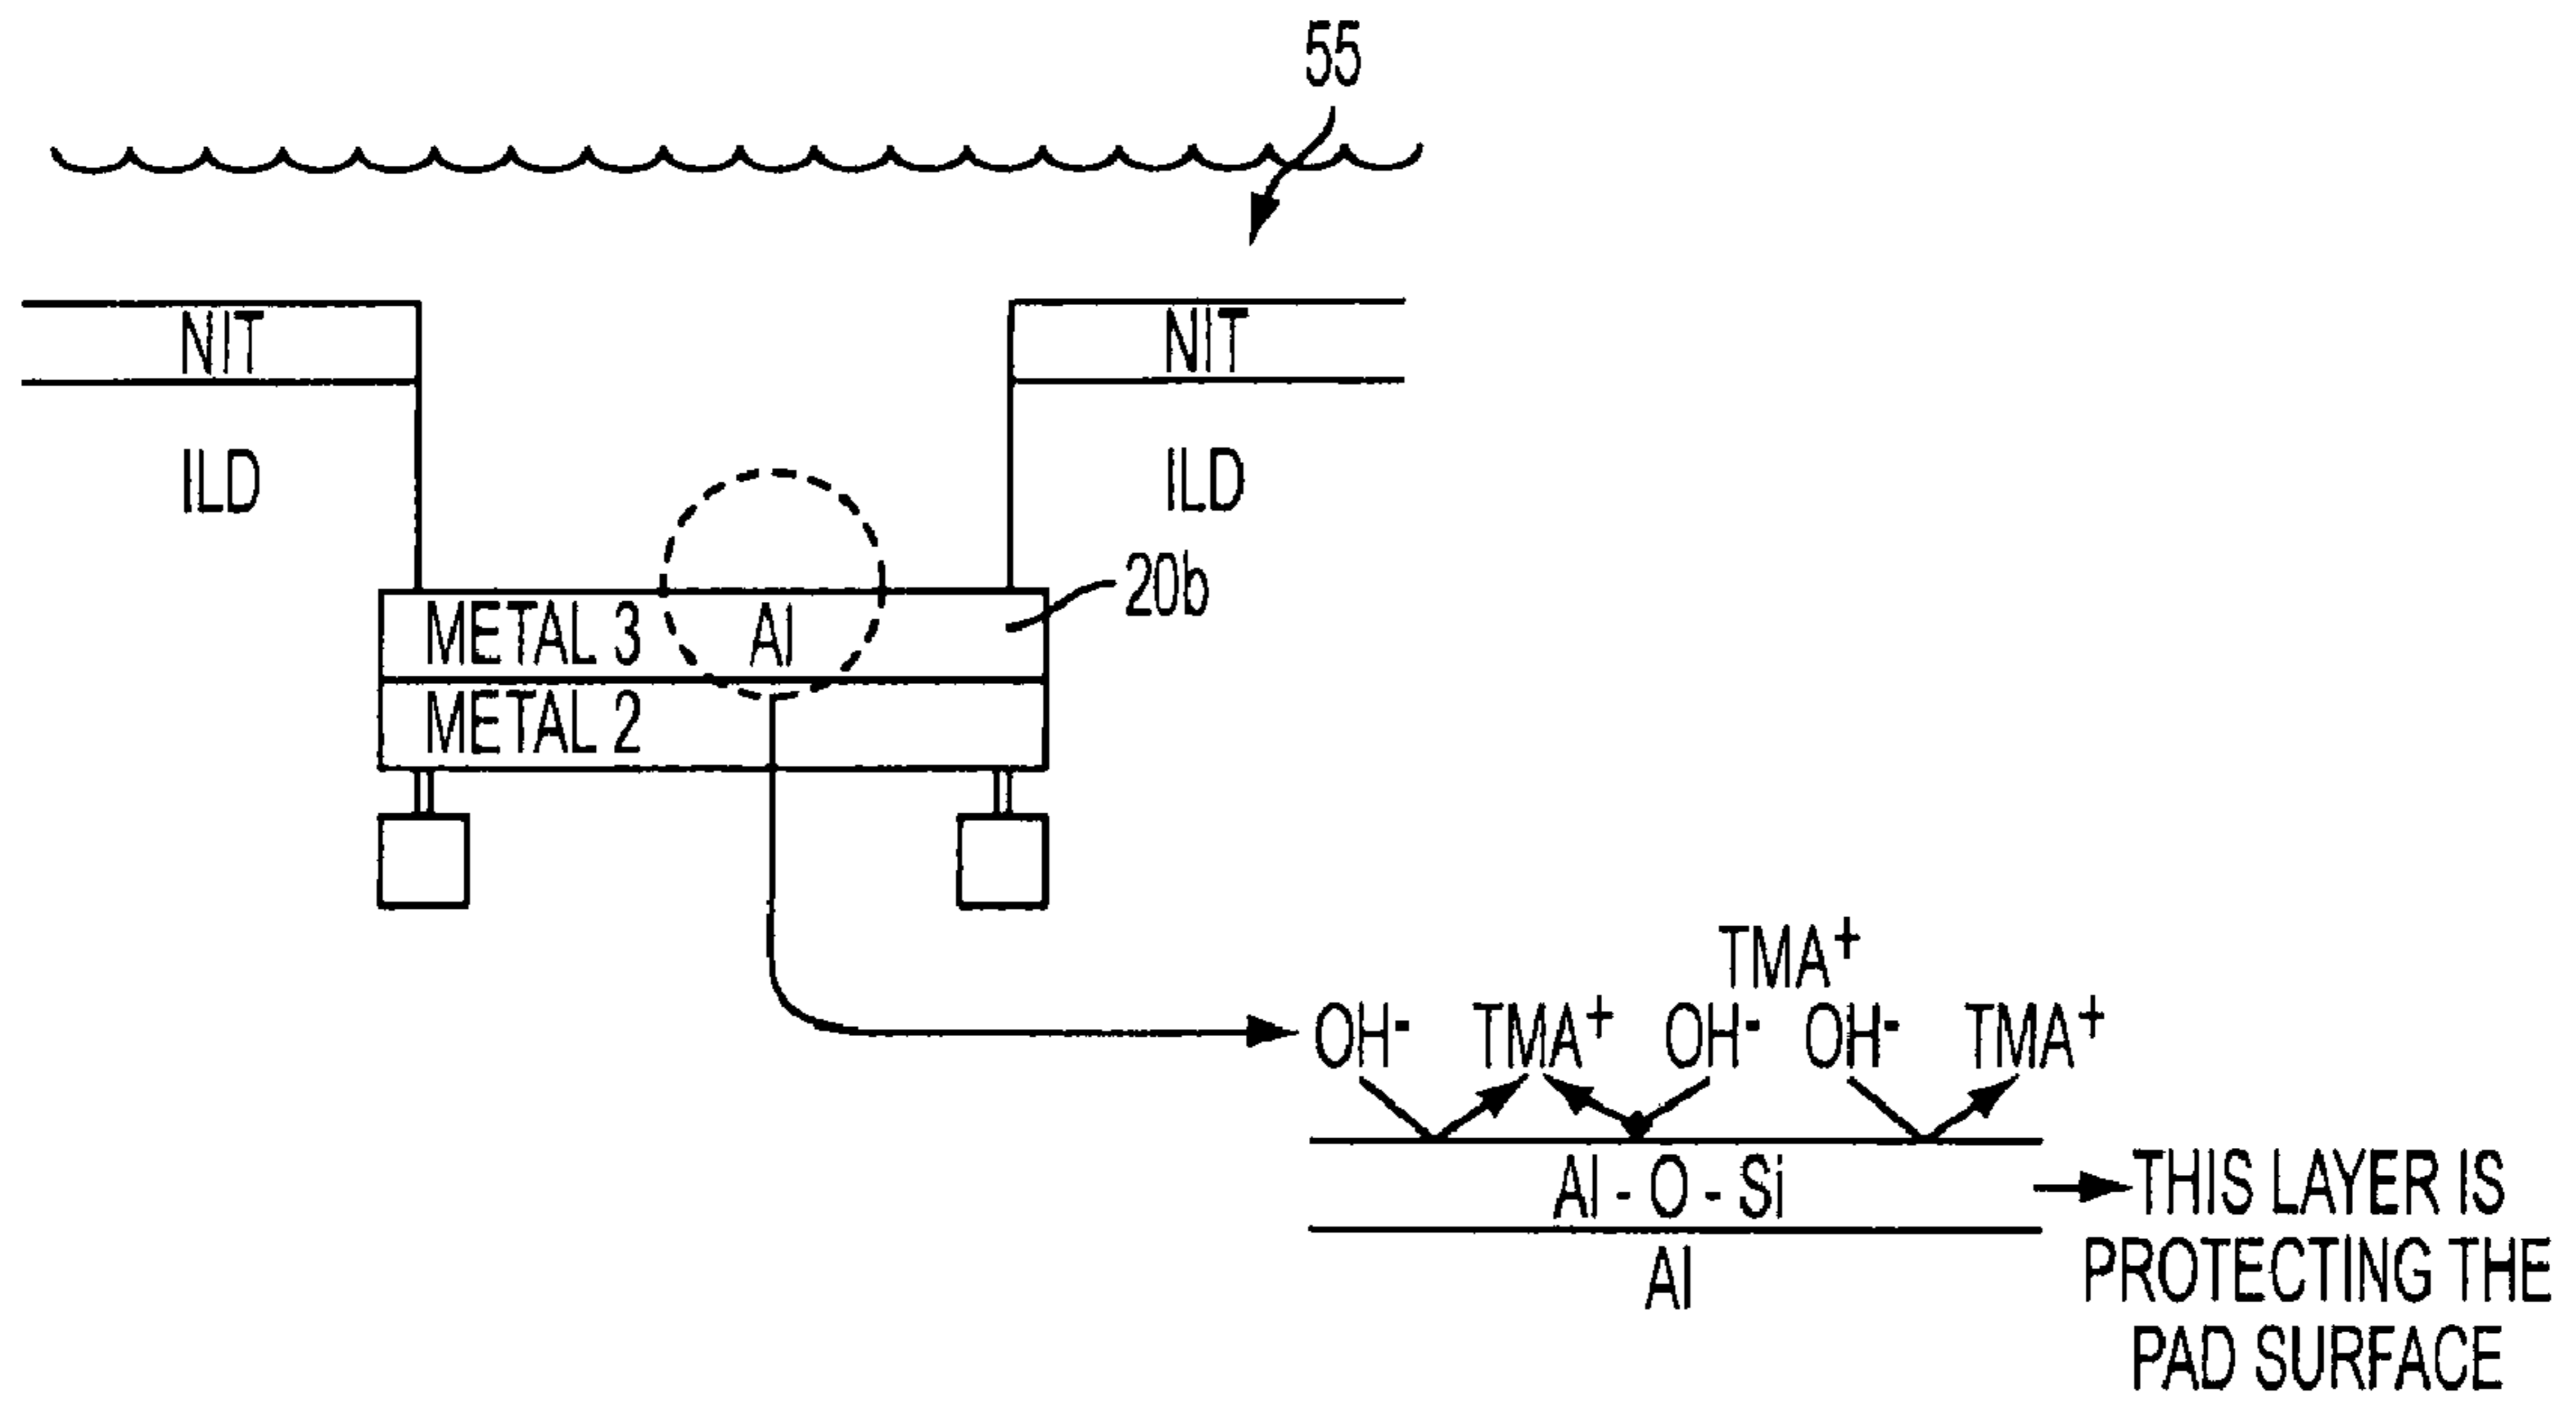 55
NIT
NIT
ILD
ILD
20b
METAL 3 Al
METAL 2
TMA⁺
OH⁻ TMA⁺ OH⁻ OH⁻ TMA⁺
Al - O - Si
Al
THIS LAYER IS
PROTECTING THE
PAD SURFACE